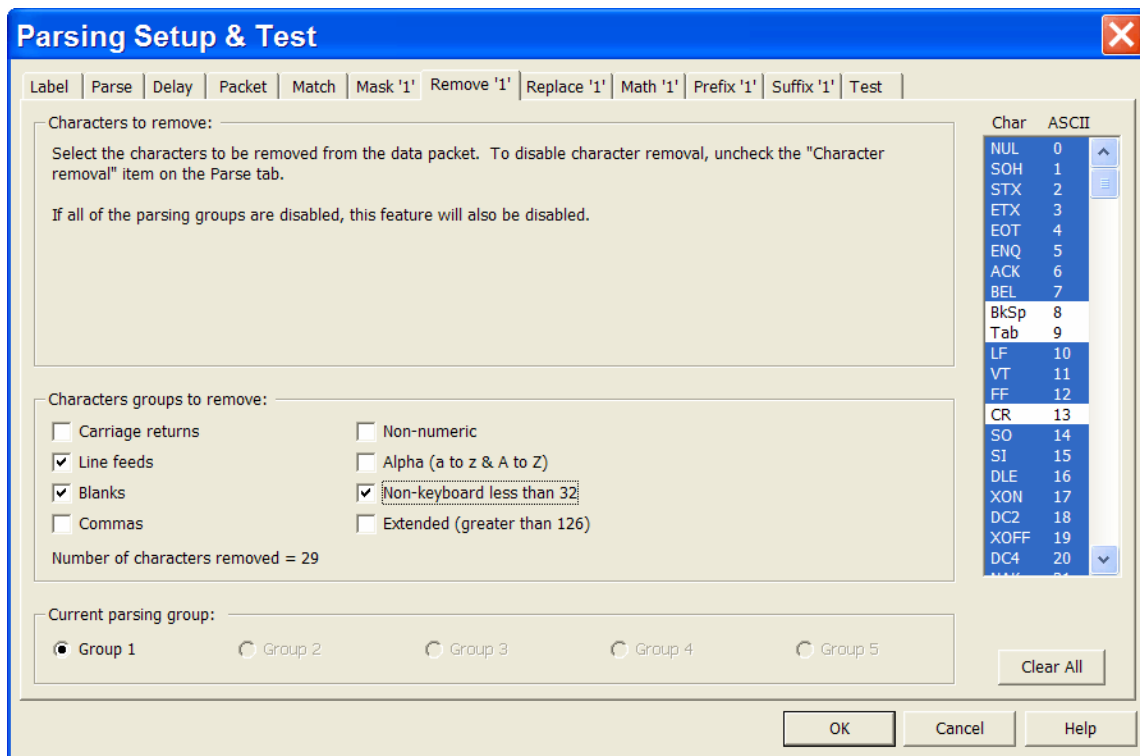 Parsing Setup & Test
Label Parse Delay Packet Match Mask '1' Remove '1' Replace '1' Math '1' Prefix '1' Suffix '1' Test
Characters to remove:
Select the characters to be removed from the data packet. To disable character removal, uncheck the "Character
removal" item on the Parse tab.
If all of the parsing groups are disabled, this feature will also be disabled.
Characters groups to remove:
Carriage returns
Line feeds
Blanks
Commas
Non-numeric
Alpha (a to z & A to Z)
Non-keyboard less than 32
Extended (greater than 126)
Number of characters removed = 29
Current parsing group:
Group 1 Group 2 Group 3 Group 4 Group 5
Char ASCII
NUL 0
SOH 1
STX 2
ETX 3
EOT 4
ENQ 5
ACK 6
BEL 7
BkSp 8
Tab 9
LF 10
VT 11
FF 12
CR 13
SO 14
SI 15
DLE 16
XON 17
DC2 18
XOFF 19
DC4 20
Clear All
OK Cancel Help